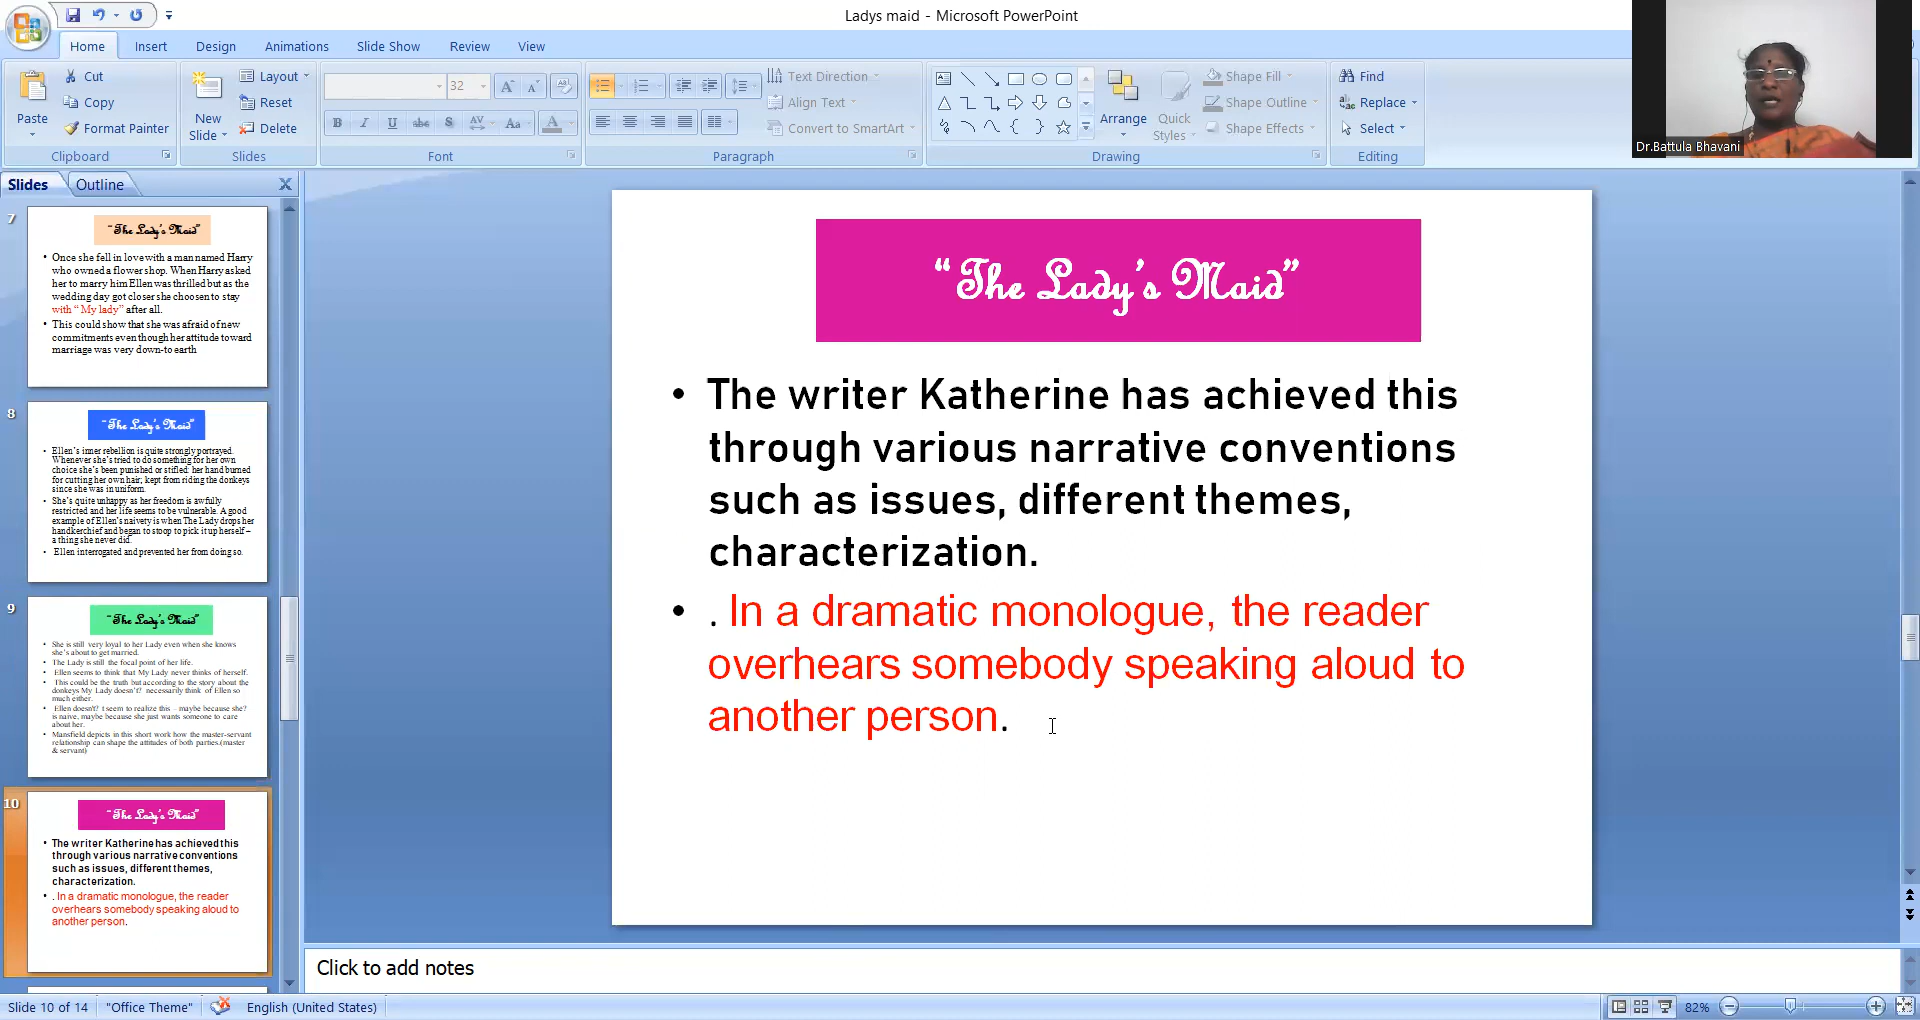 Ladys maid - Microsoft PowerPoint
Home Insert Design Animations Slide Show Review View
Paste
Cut
Copy
Format Painter
Clipboard
New Slide
Layout
Reset
Delete
Slides
32
B I U abc S AV Aa A
Font
Text Direction
Align Text
Convert to SmartArt
Paragraph
Arrange
Quick Styles
Shape Fill
Shape Outline
Shape Effects
Drawing
Find
Replace
Select
Editing
Dr.Battula Bhavani
Slides Outline
7
"The Lady's Maid"
• Once she fell in love with a man named Harry
who owned a flower shop. When Harry asked
her to marry him Ellen was thrilled but as the
wedding day got closer she choosen to stay
with " My lady" after all.
• This could show that she was afraid of new
commitments even though her attitude toward
marriage was very down-to earth
8
"The Lady's Maid"
• Ellen's inner rebellion is quite strongly portrayed.
Whenever she's tried to do something for her own
choice she's been punished or stifled: her hand burned
for cutting her own hair; kept from riding the donkeys
since she was in uniform.
• She's quite unhappy as her freedom is awfully
restricted and her life seems to be vulnerable. A good
example of Ellen's naivety is when The Lady drops her
handkerchief and began to stoop to pick it up herself –
a thing she never did.
• Ellen interrogated and prevented her from doing so.
9
"The Lady's Maid"
• She is still very loyal to her Lady even when she knows
she's about to get married.
• The Lady is still the focal point of her life.
• Ellen seems to think that My Lady never thinks of herself.
• This could be the truth but according to the story about the
donkeys My Lady doesn't? necessarily think of Ellen so
much either.
• Ellen doesn't? t seem to realize this – maybe because she?
is naive, maybe because she just wants someone to care
about her.
• Mansfield depicts in this short work how the master-servant
relationship can shape the attitudes of both parties.(master
& servant)
10
"The Lady's Maid"
• The writer Katherine has achieved this
through various narrative conventions
such as issues, different themes,
characterization.
• . In a dramatic monologue, the reader
overhears somebody speaking aloud to
another person.
“The Lady’s Maid”
• The writer Katherine has achieved this
through various narrative conventions
such as issues, different themes,
characterization.
• . In a dramatic monologue, the reader
overhears somebody speaking aloud to
another person.
Click to add notes
Slide 10 of 14 "Office Theme" English (United States) 82%